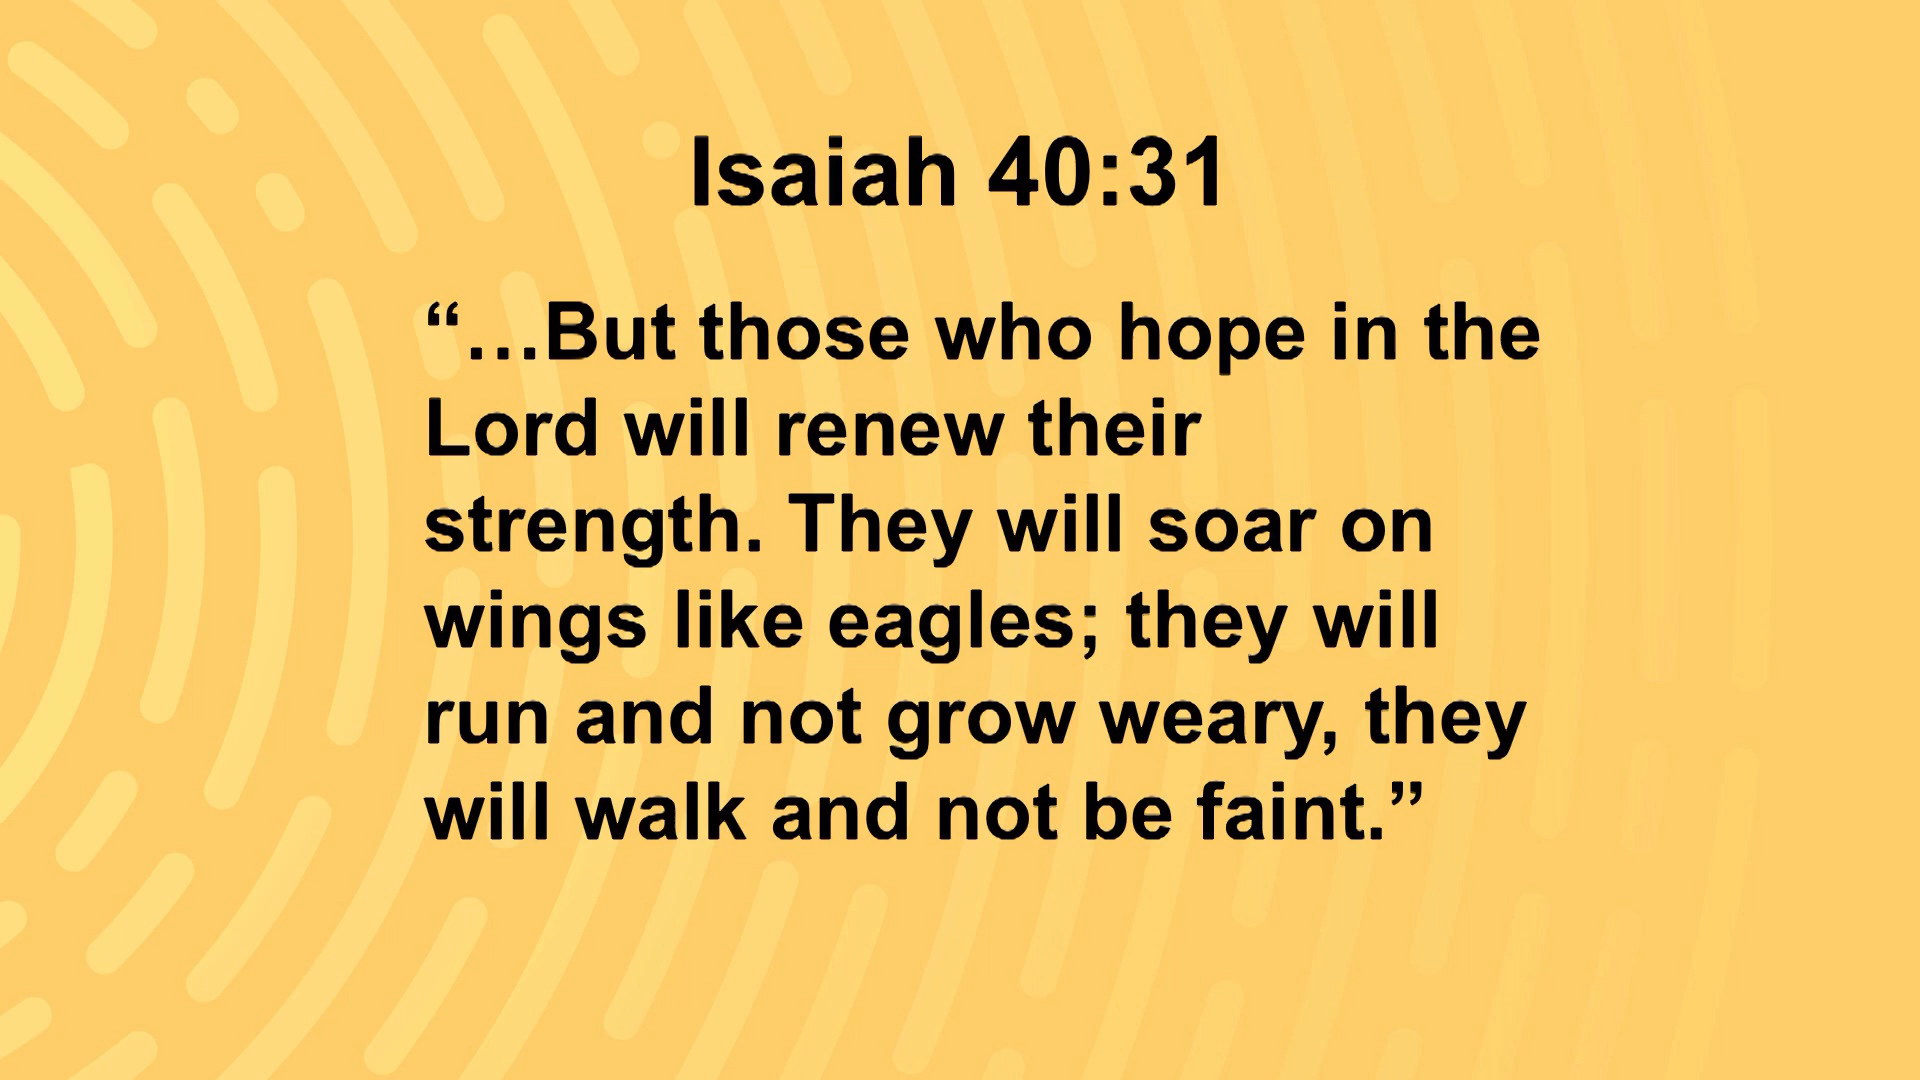 Isaiah 40:31
“…But those who hope in the
Lord will renew their
strength. They will soar on
wings like eagles; they will
run and not grow weary, they
will walk and not be faint.”